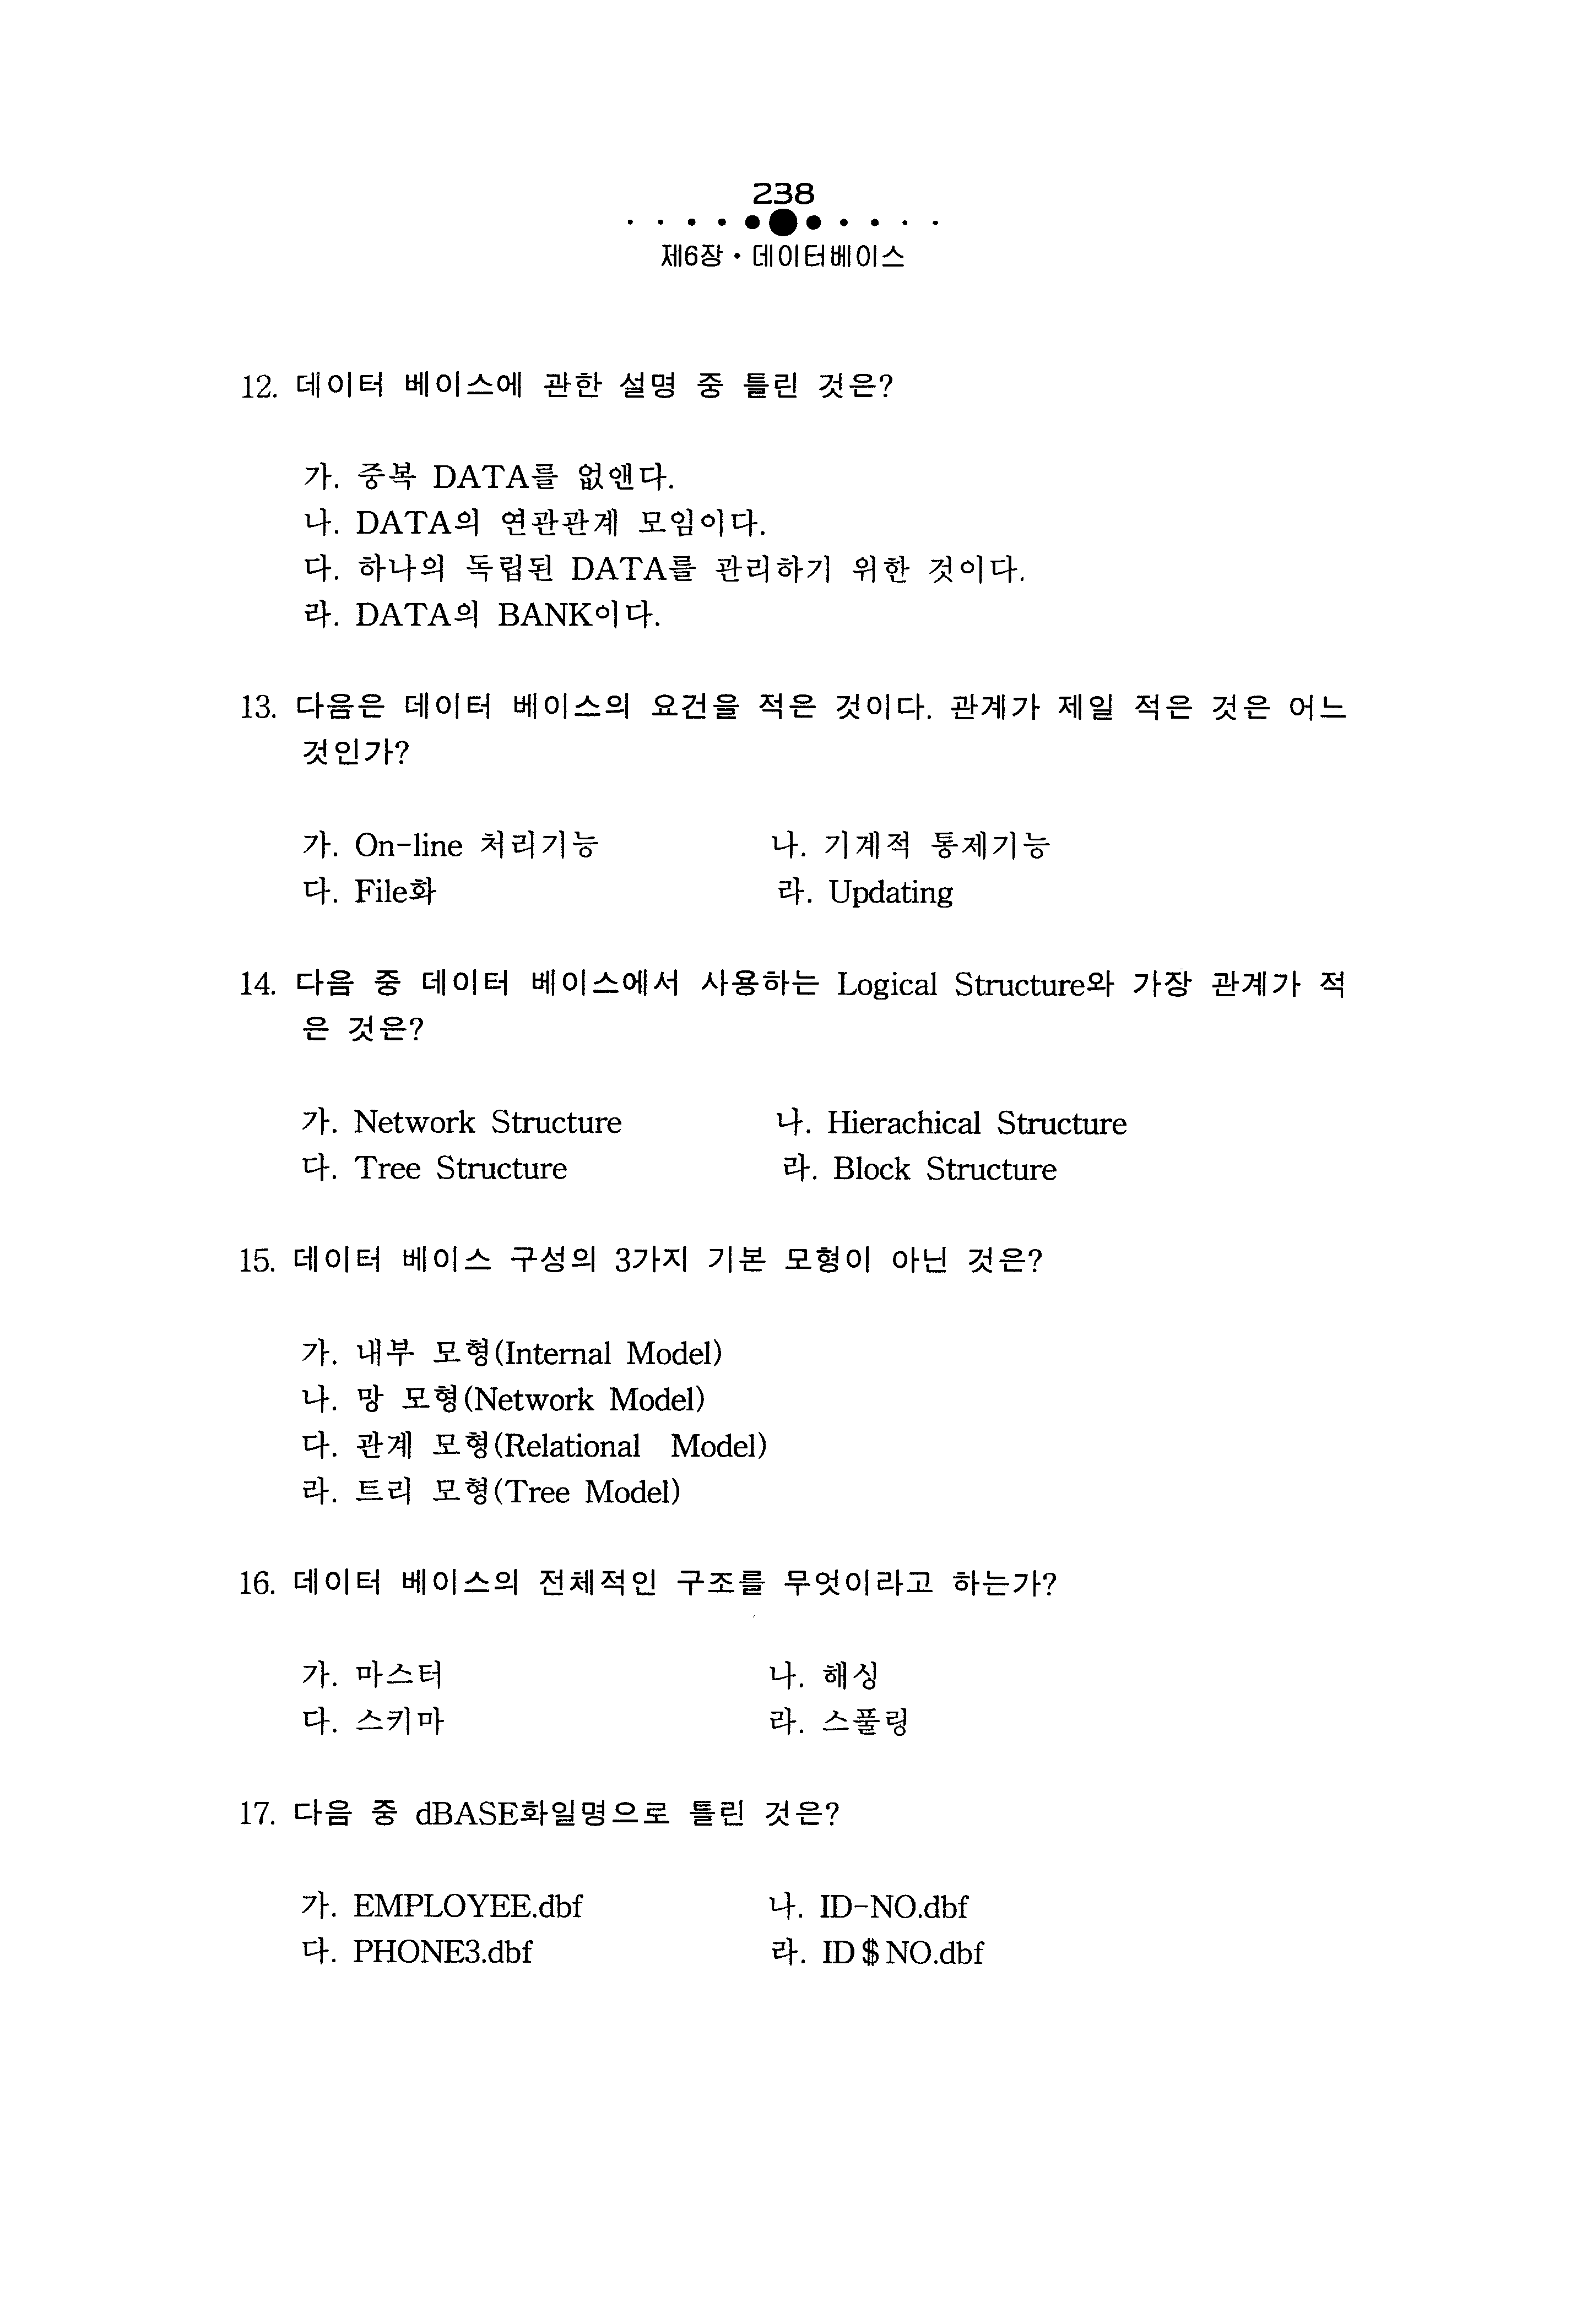 238
제6장 · 데이터베이스
12. 데이터 베이스에 관한 설명 중 틀린 것은?
가. 중복 DATA를 없앤다.
나. DATA의 연관관계 모임이다.
다. 하나의 독립된 DATA를 관리하기 위한 것이다.
라. DATA의 BANK이다.
13. 다음은 데이터 베이스의 요건을 적은 것이다. 관계가 제일 적은 것은 어느
것인가?
가. On-line 처리기능 나. 기계적 통제기능
다. File화 라. Updating
14. 다음 중 데이터 베이스에서 사용하는 Logical Structure와 가장 관계가 적
은 것은?
가. Network Structure 나. Hierachical Structure
다. Tree Structure 라. Block Structure
15. 데이터 베이스 구성의 3가지 기본 모형이 아닌 것은?
가. 내부 모형(Internal Model)
나. 망 모형(Network Model)
다. 관계 모형(Relational Model)
라. 트리 모형(Tree Model)
16. 데이터 베이스의 전체적인 구조를 무엇이라고 하는가?
가. 마스터 나. 해싱
다. 스키마 라. 스풀링
17. 다음 중 dBASE화일명으로 틀린 것은?
가. EMPLOYEE.dbf 나. ID-NO.dbf
다. PHONE3.dbf 라. ID$NO.dbf